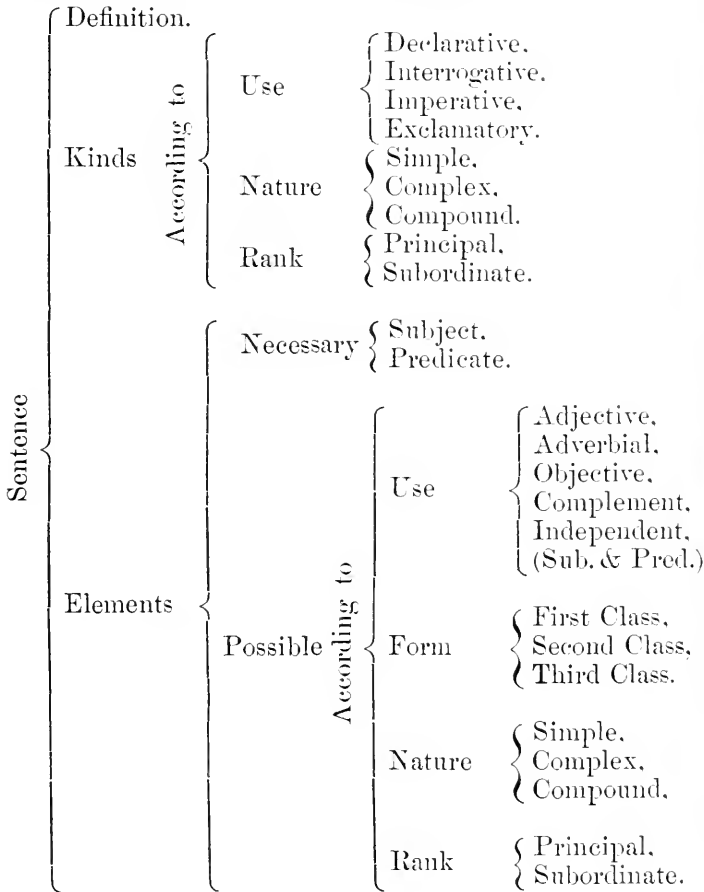 Sentence
Definition.
Kinds
According to
Use
Declarative,
Interrogative.
Imperative,
Exclamatory.
Nature
Simple,
Complex,
Compound.
Rank
Principal,
Subordinate.
Elements
Necessary
Subject,
Predicate.
Possible
According to
Use
Adjective,
Adverbial,
Objective,
Complement,
Independent,
(Sub. & Pred.)
Form
First Class,
Second Class,
Third Class.
Nature
Simple,
Complex,
Compound,
Rank
Principal,
Subordinate.